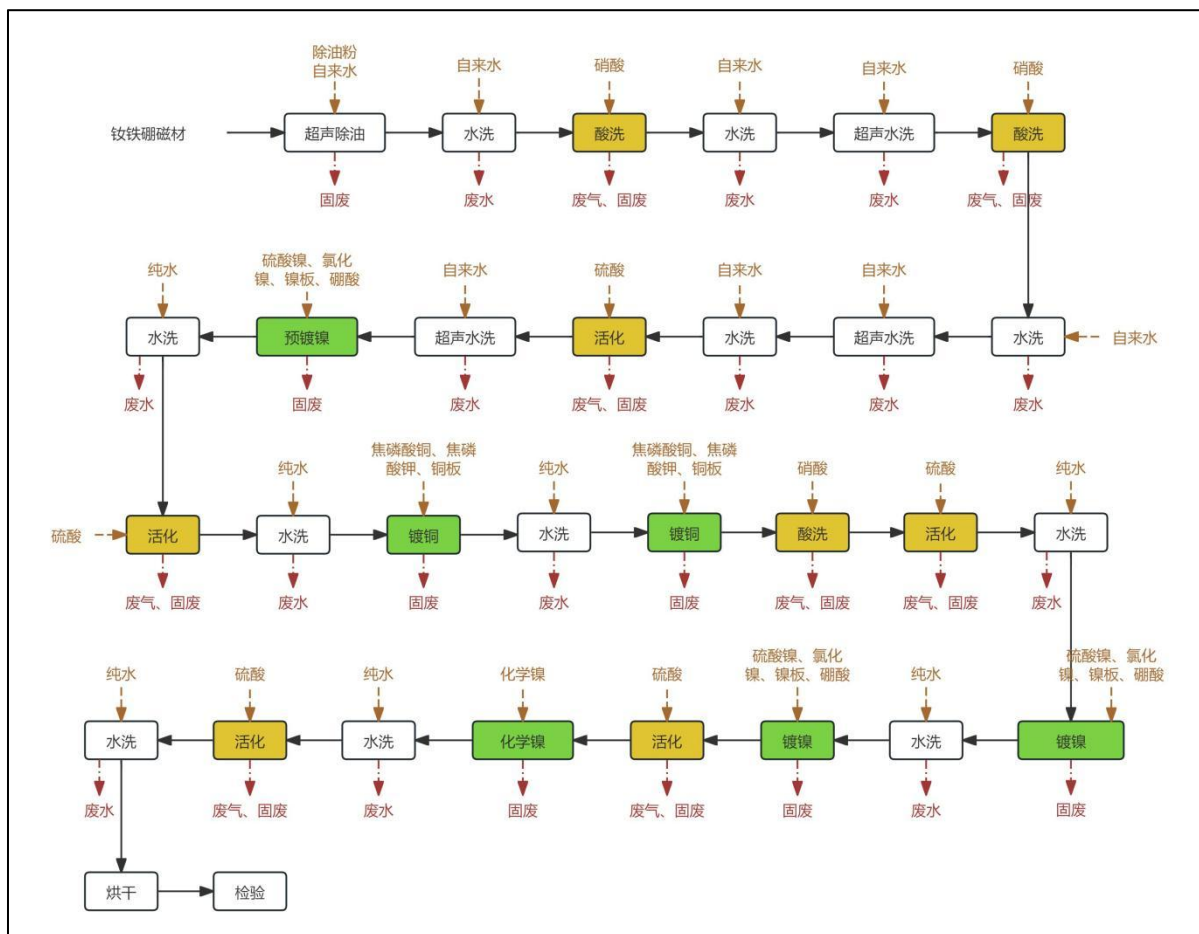 除油粉
自来水
自来水
硝酸
自来水
自来水
硝酸
钕铁硼磁材
超声除油
水洗
酸洗
水洗
超声水洗
酸洗
固废
废水
废气、固废
废水
废水
废气、固废
纯水
硫酸镍、氯化
镍、镍板、硼酸
自来水
硫酸
自来水
自来水
水洗
预镀镍
超声水洗
活化
水洗
超声水洗
水洗
自来水
废水
固废
废水
废气、固废
废水
废水
废水
纯水
焦磷酸铜、焦磷
酸钾、铜板
纯水
焦磷酸铜、焦磷
酸钾、铜板
硝酸
硫酸
纯水
硫酸
活化
水洗
镀铜
水洗
镀铜
酸洗
活化
水洗
废气、固废
废水
固废
废水
固废
废气、固废
废气、固废
废水
纯水
硫酸
纯水
化学镍
硫酸
硫酸镍、氯化
镍、镍板、硼酸
纯水
硫酸镍、氯化
镍、镍板、硼酸
水洗
活化
水洗
化学镍
活化
镀镍
水洗
镀镍
废水
废气、固废
废水
固废
废气、固废
固废
废水
固废
烘干
检验